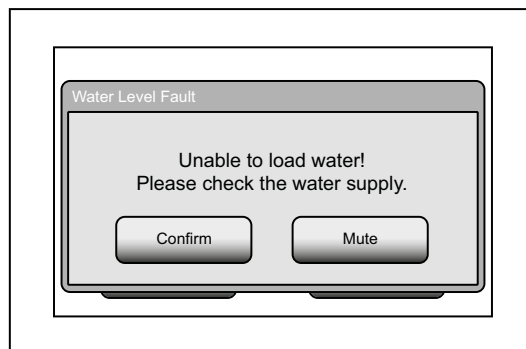 Water Level Fault
Unable to load water!
Please check the water supply.
Confirm
Mute